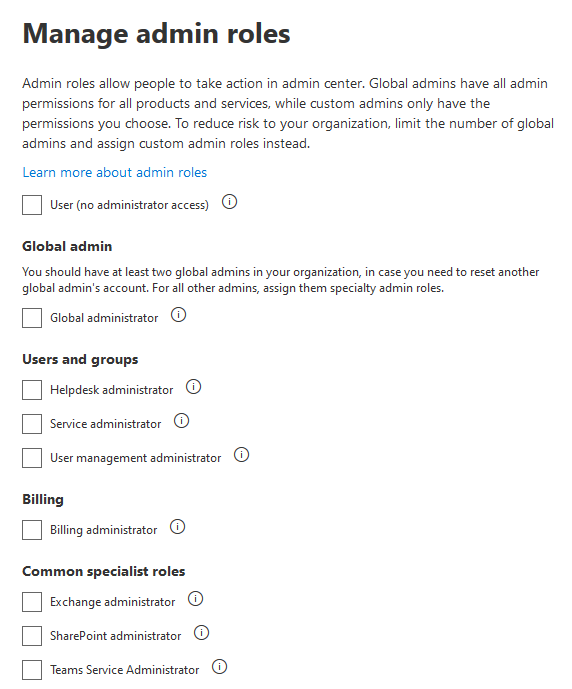 Manage admin roles
Admin roles allow people to take action in admin center. Global admins have all admin
permissions for all products and services, while custom admins only have the
permissions you choose. To reduce risk to your organization, limit the number of global
admins and assign custom admin roles instead.
Learn more about admin roles
User (no administrator access)
Global admin
You should have at least two global admins in your organization, in case you need to reset another
global admin's account. For all other admins, assign them specialty admin roles.
Global administrator
Users and groups
Helpdesk administrator
Service administrator
User management administrator
Billing
Billing administrator
Common specialist roles
Exchange administrator
SharePoint administrator
Teams Service Administrator